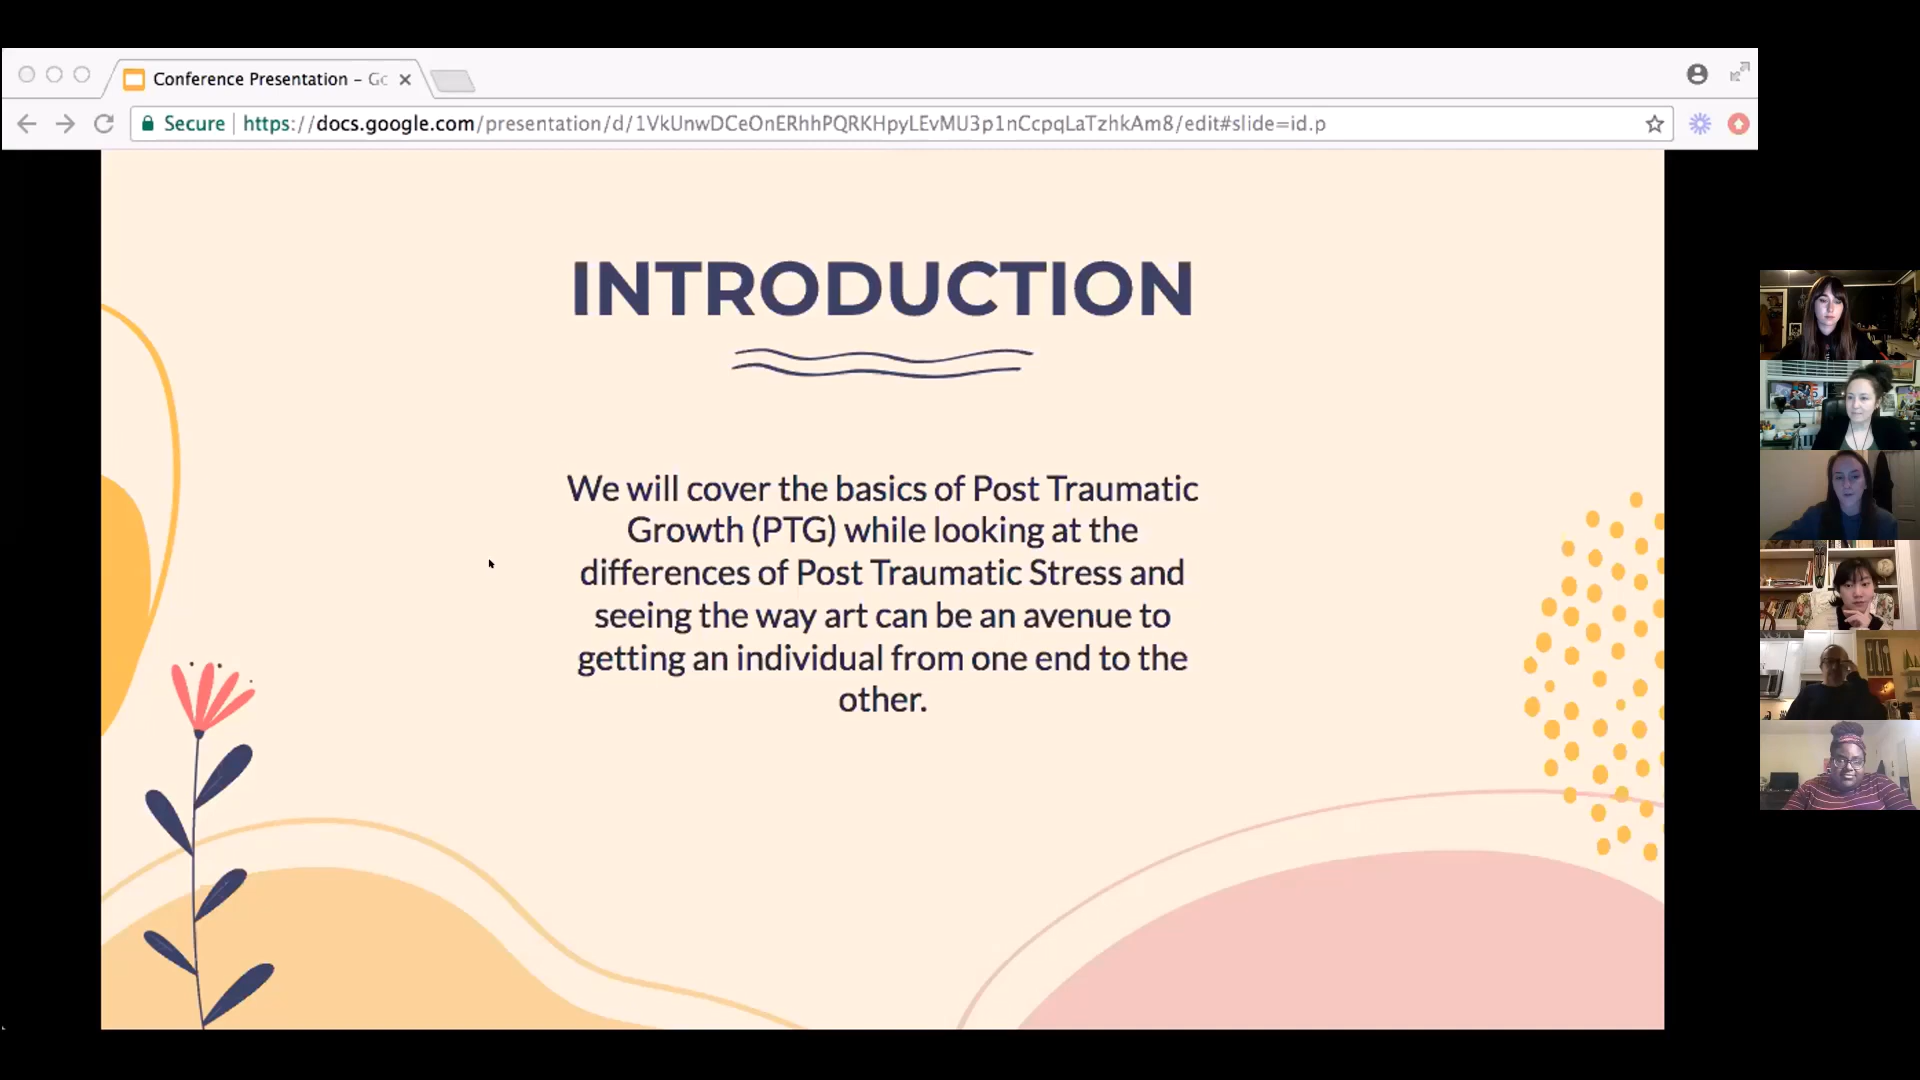 Conference Presentation – Gc
Secure
https://docs.google.com/presentation/d/1VkUnwDCeOnERhhPQRKHpyLEvMU3p1nCcpqLaTzhkAm8/edit#slide=id.p
INTRODUCTION
We will cover the basics of Post Traumatic
Growth (PTG) while looking at the
differences of Post Traumatic Stress and
seeing the way art can be an avenue to
getting an individual from one end to the
other.